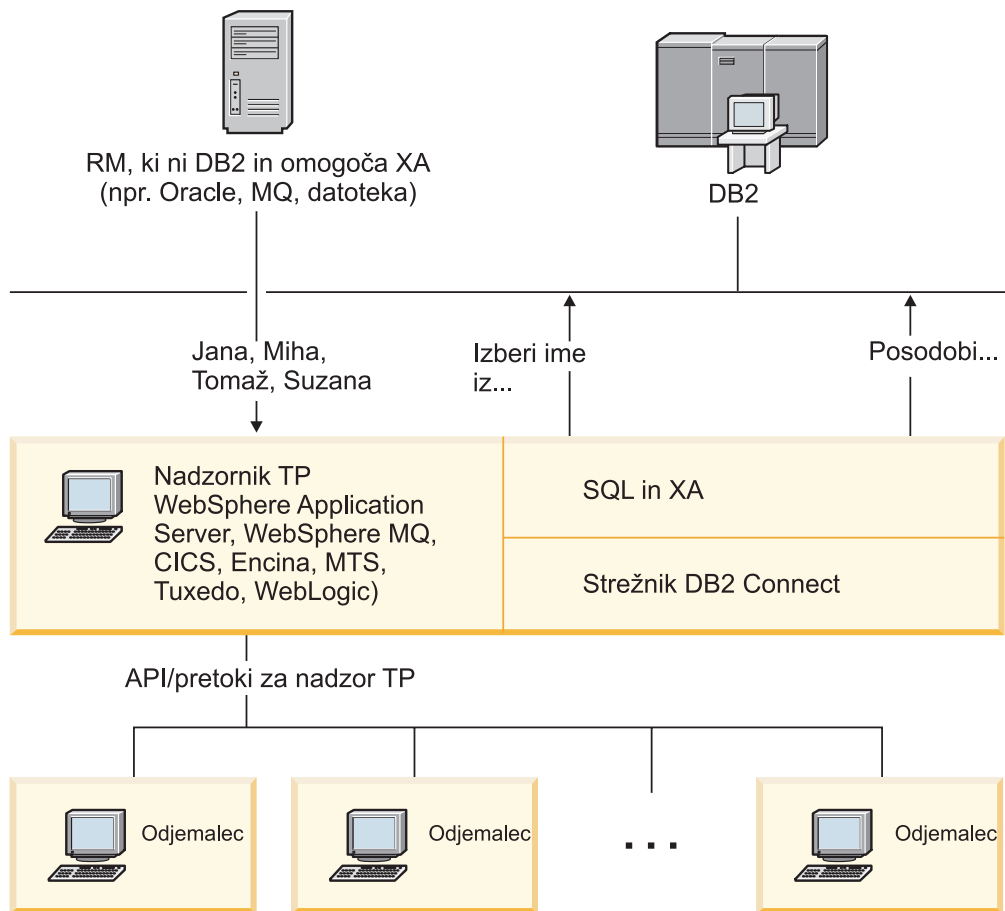 RM, ki ni DB2 in omogoča XA
(npr. Oracle, MQ, datoteka)
DB2
Jana, Miha,
Tomaž, Suzana
Izberi ime
iz...
Posodobi...
Nadzornik TP
WebSphere Application
Server, WebSphere MQ,
CICS, Encina, MTS,
Tuxedo, WebLogic)
SQL in XA
Strežnik DB2 Connect
API/pretoki za nadzor TP
Odjemalec
Odjemalec
...
Odjemalec